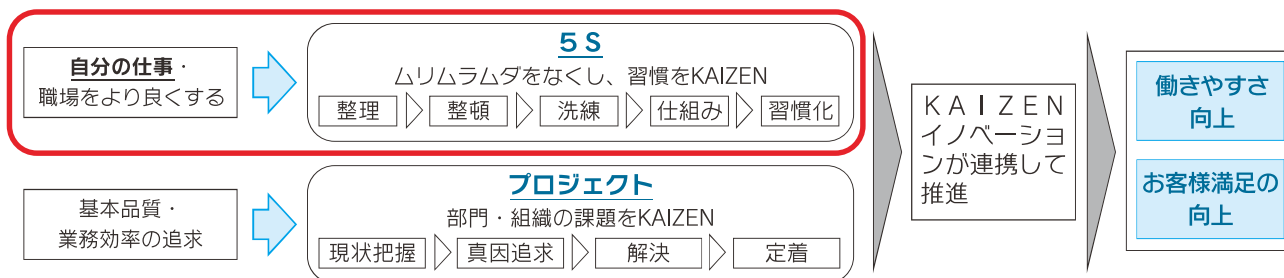 自分の仕事・
職場をより良くする
５Ｓ
ムリムラムダをなくし、習慣をKAIZEN
整理
整頓
洗練
仕組み
習慣化
基本品質・
業務効率の追求
プロジェクト
部門・組織の課題をKAIZEN
現状把握
真因追求
解決
定着
ＫＡＩＺＥＮ
イノベーショ
ンが連携して
推進
働きやすさ
向上
お客様満足の
向上